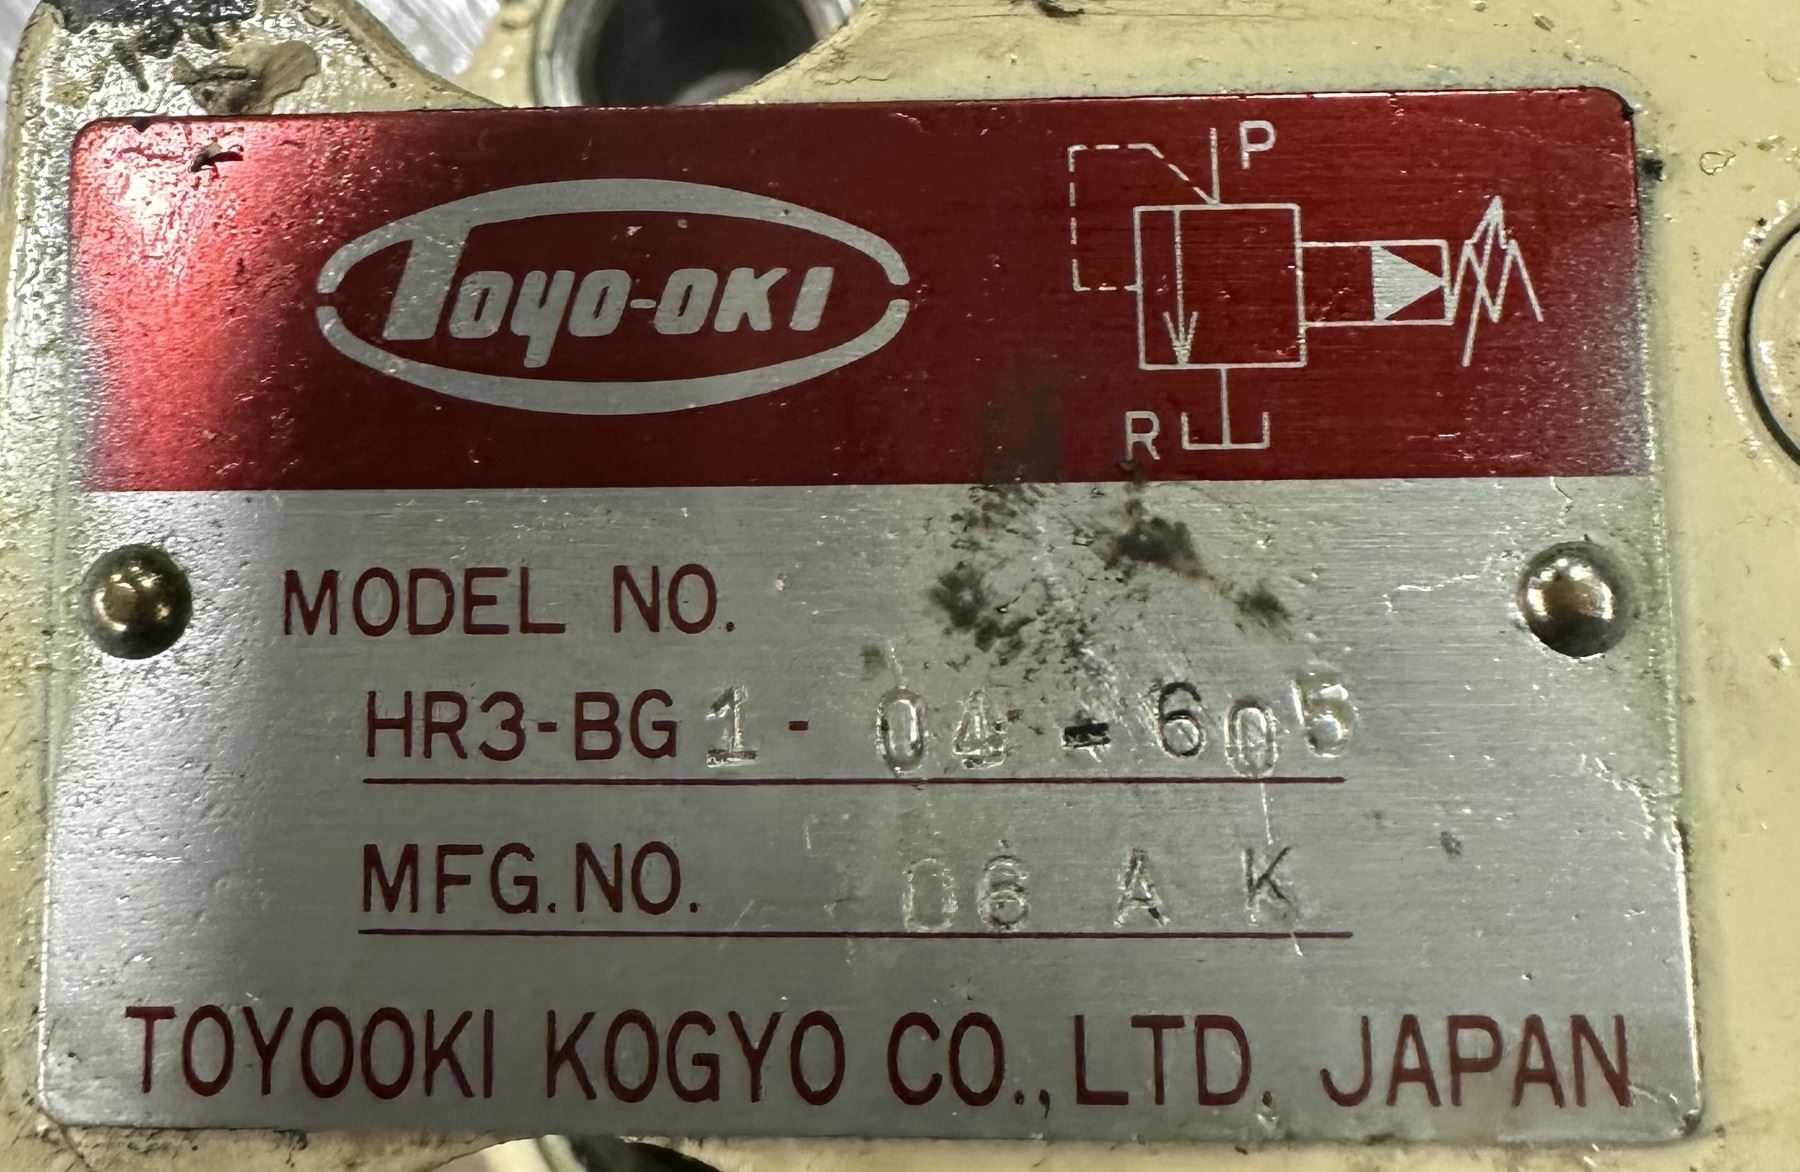 TOYO-OKI
P
R
MODEL NO.
HR3-BG1-04-605
MFG.NO. 06 A K
TOYOOKI KOGYO CO.,LTD. JAPAN